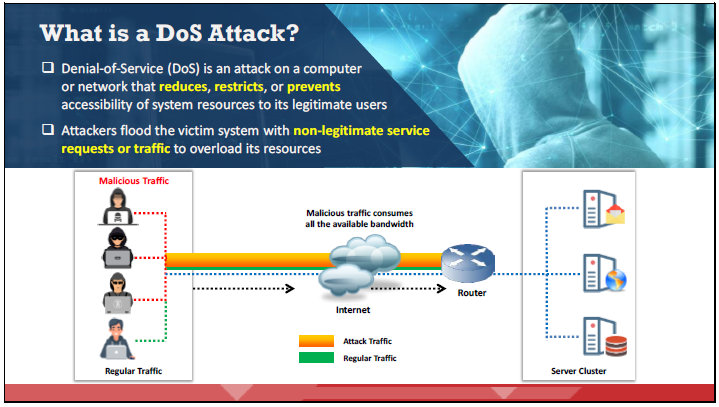 What is a DoS Attack?
❑ Denial-of-Service (DoS) is an attack on a computer
or network that reduces, restricts, or prevents
accessibility of system resources to its legitimate users
❑ Attackers flood the victim system with non-legitimate service
requests or traffic to overload its resources
Malicious Traffic
Malicious traffic consumes
all the available bandwidth
Router
Internet
Attack Traffic
Regular Traffic
Regular Traffic
Server Cluster